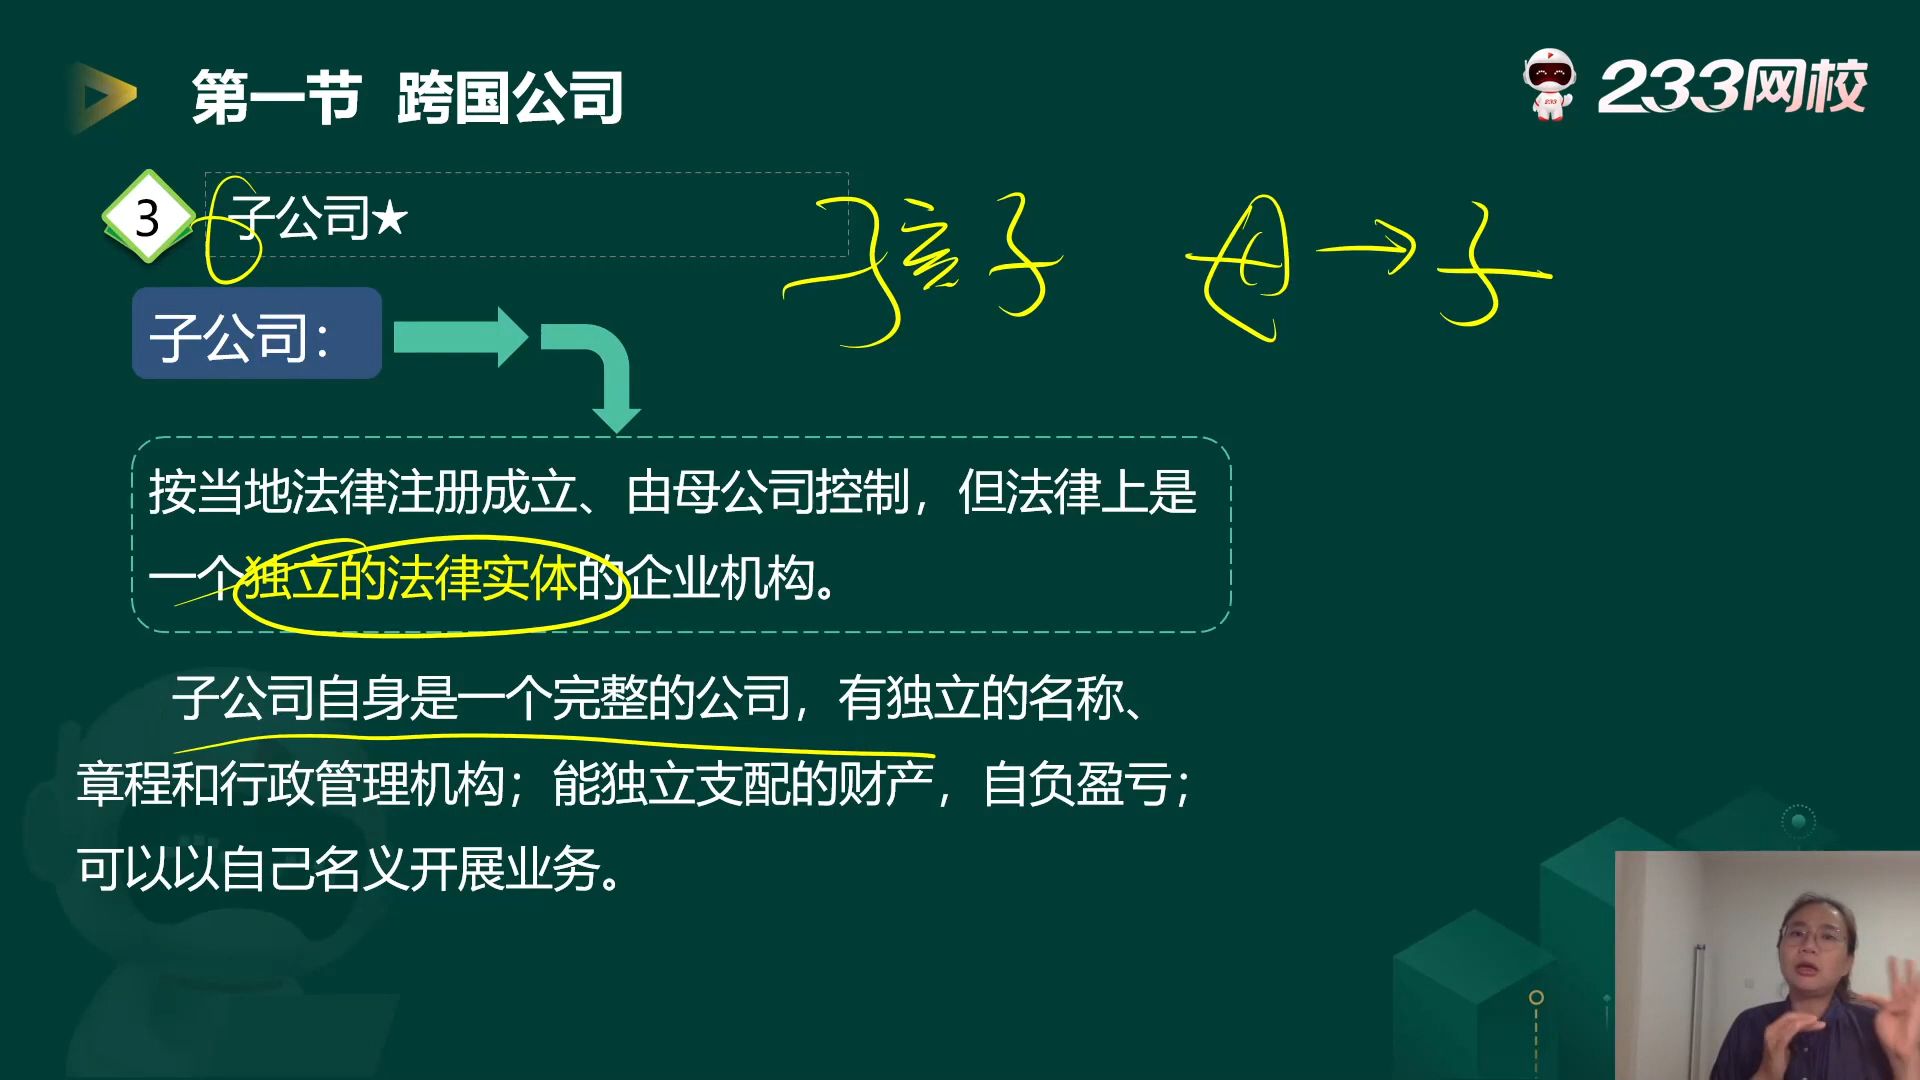 第一节 跨国公司
233网校
3
子公司★
孩子 母→子
子公司：
按当地法律注册成立、由母公司控制，但法律上是
一个独立的法律实体的企业机构。
子公司自身是一个完整的公司，有独立的名称、
章程和行政管理机构；能独立支配的财产，自负盈亏；
可以以自己名义开展业务。